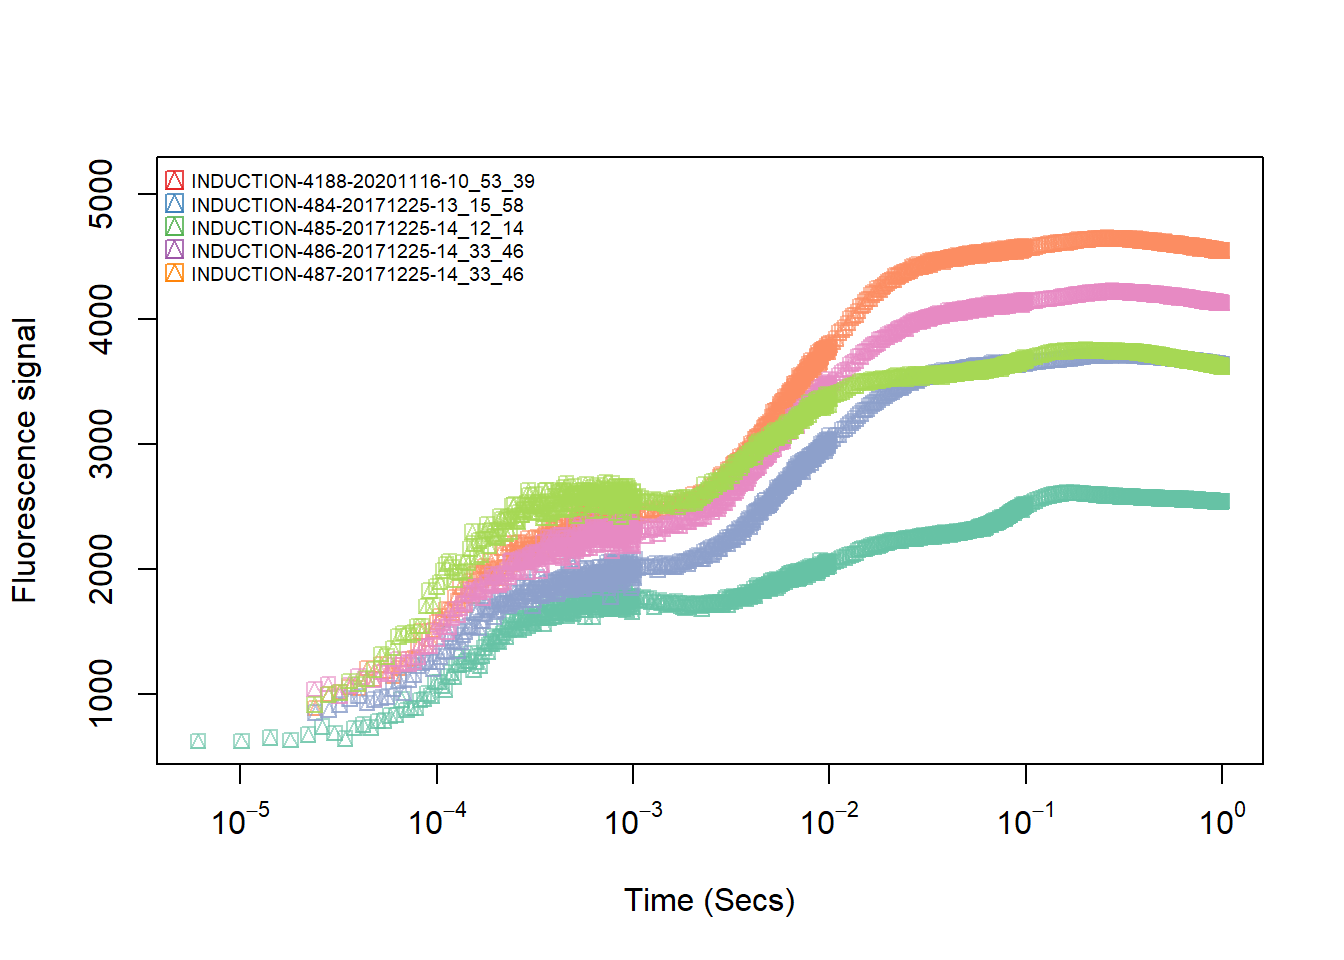 INDUCTION-4188-20201116-10_53_39
INDUCTION-484-20171225-13_15_58
INDUCTION-485-20171225-14_12_14
INDUCTION-486-20171225-14_33_46
INDUCTION-487-20171225-14_33_46
Fluorescence signal
5000
4000
3000
2000
1000
10⁻⁵ 10⁻⁴ 10⁻³ 10⁻² 10⁻¹ 10⁰
Time (Secs)